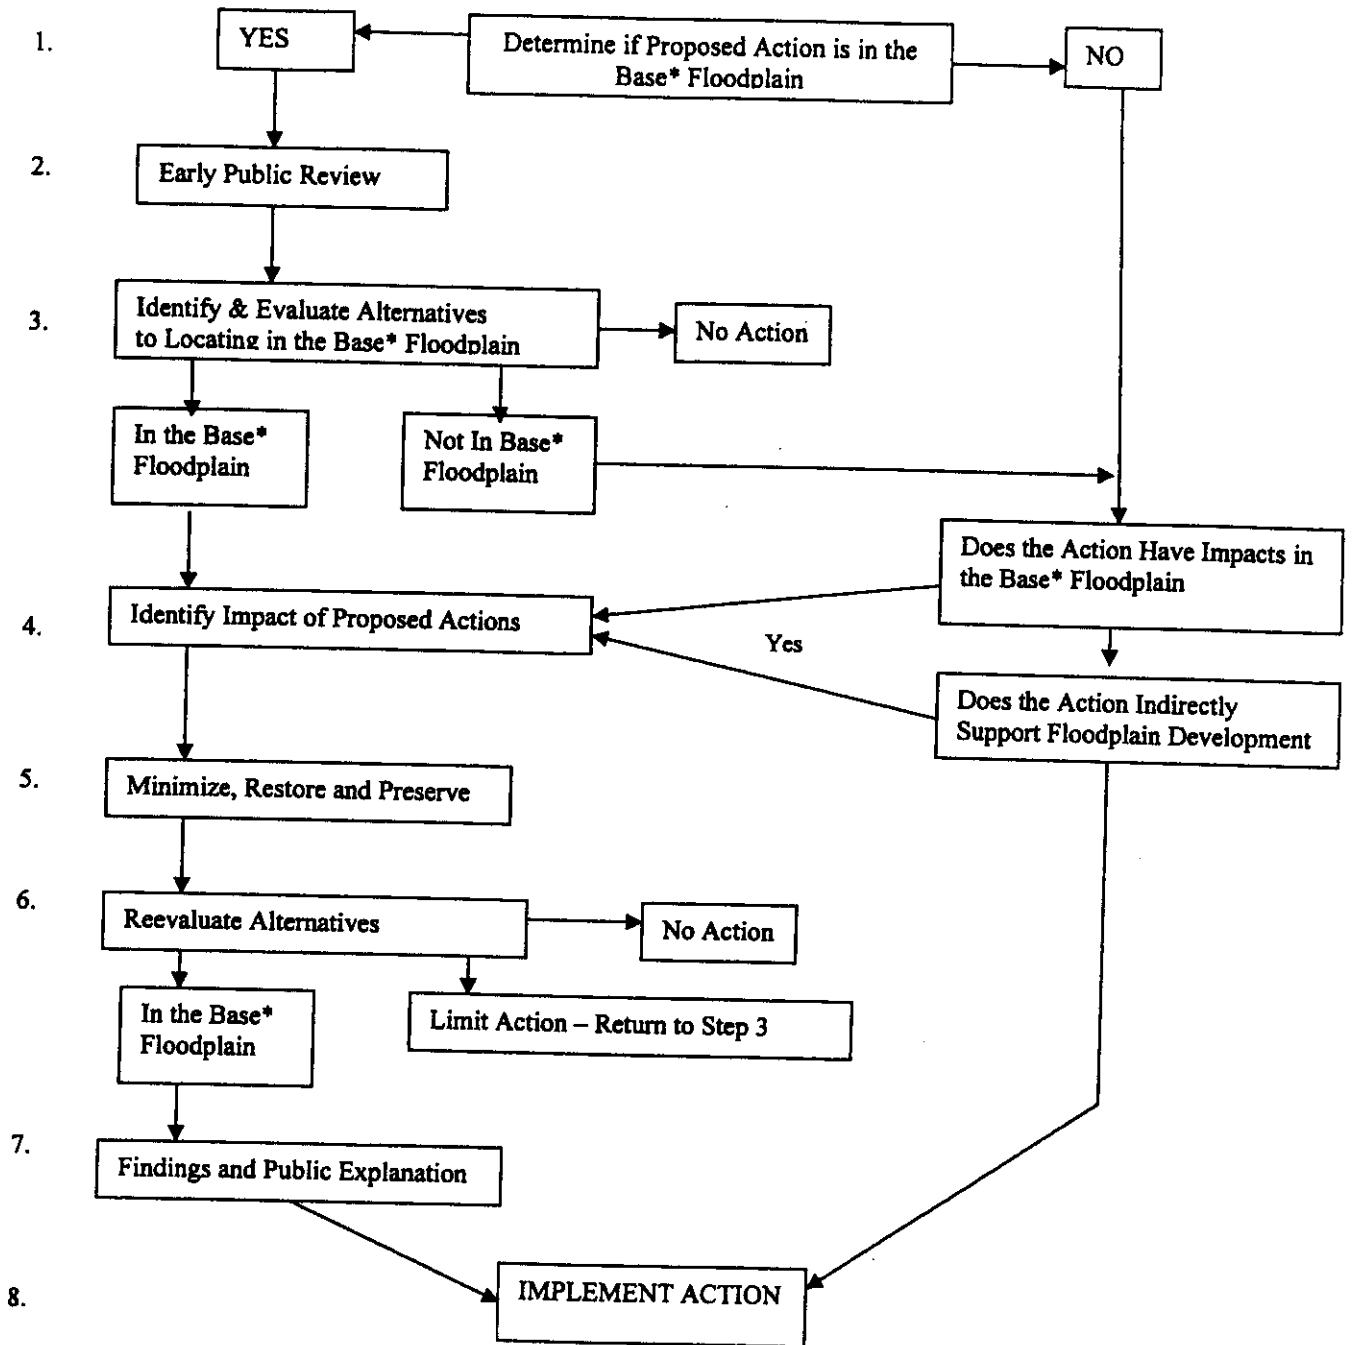 1.
YES
Determine if Proposed Action is in the
Base* Floodplain
NO
2.
Early Public Review
3.
Identify & Evaluate Alternatives
to Locating in the Base* Floodplain
No Action
In the Base*
Floodplain
Not In Base*
Floodplain
Does the Action Have Impacts in
the Base* Floodplain
4.
Identify Impact of Proposed Actions
Yes
Does the Action Indirectly
Support Floodplain Development
5.
Minimize, Restore and Preserve
6.
Reevaluate Alternatives
No Action
In the Base*
Floodplain
Limit Action – Return to Step 3
7.
Findings and Public Explanation
8.
IMPLEMENT ACTION